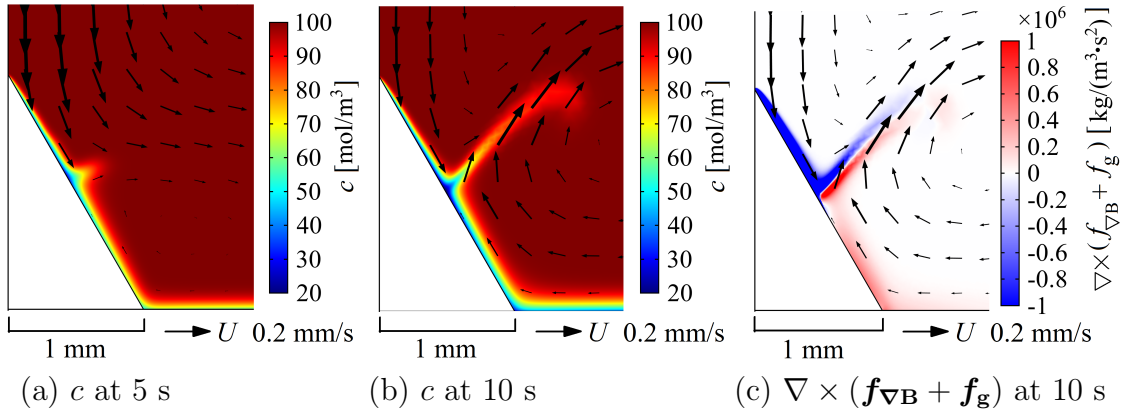 100
90
80
70
60
50
40
30
20
c [mol/m³]
1 mm
U 0.2 mm/s
(a) c at 5 s
100
90
80
70
60
50
40
30
20
c [mol/m³]
1 mm
U 0.2 mm/s
(b) c at 10 s
×10⁶
1
0.8
0.6
0.4
0.2
0
-0.2
-0.4
-0.6
-0.8
-1
∇×(f∇B + fg) [kg/(m³•s²)]
1 mm
U 0.2 mm/s
(c) ∇ × (f∇B + fg) at 10 s